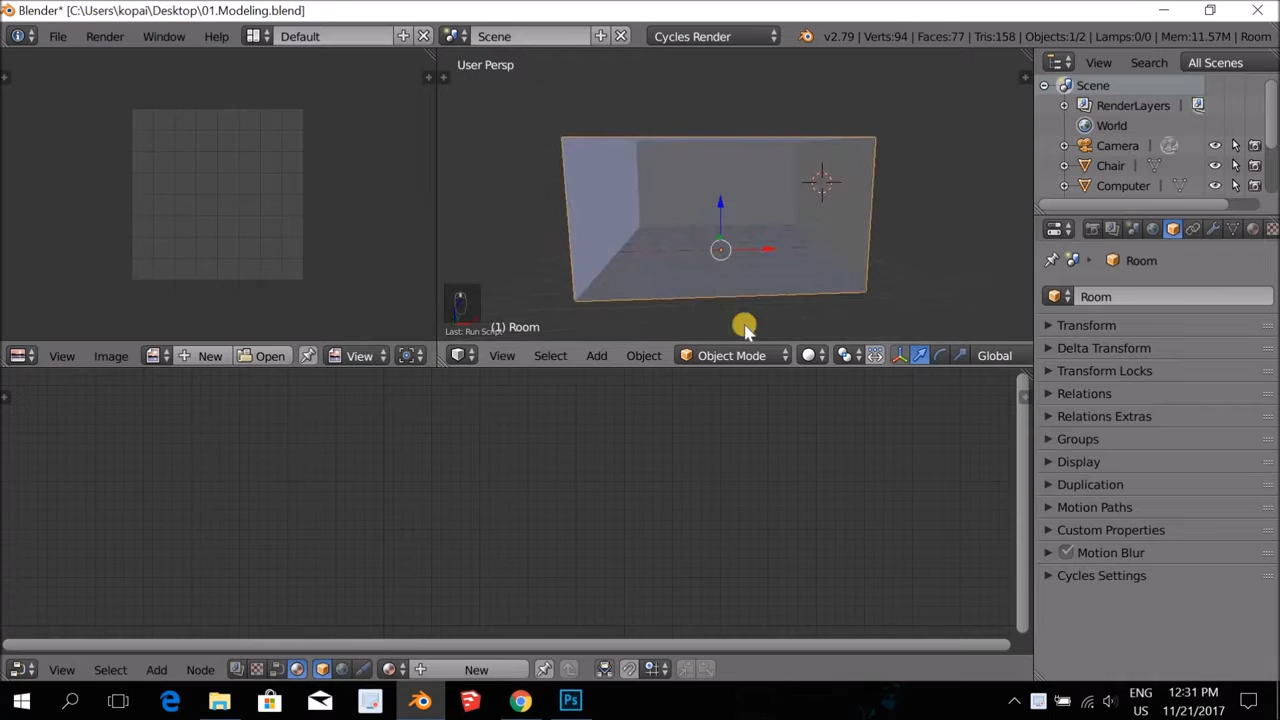 Blender* [C:\Users\kopai\Desktop\01.Modeling.blend]
File Render Window Help Default Scene Cycles Render v2.79 | Verts:94 | Faces:77 | Tris:158 | Objects:1/2 | Lamps:0/0 | Mem:11.57M | Room
User Persp
View Search All Scenes
Scene
RenderLayers
World
Camera
Chair
Computer
Room
Room
Last: Run Script
(1) Room
Transform
Delta Transform
Transform Locks
Relations
Relations Extras
Groups
Display
Duplication
Motion Paths
Custom Properties
Motion Blur
Cycles Settings
View Image New Open View
View Select Add Object Object Mode Global
View Select Add Node New
Ps
ENG
US
12:31 PM
11/21/2017